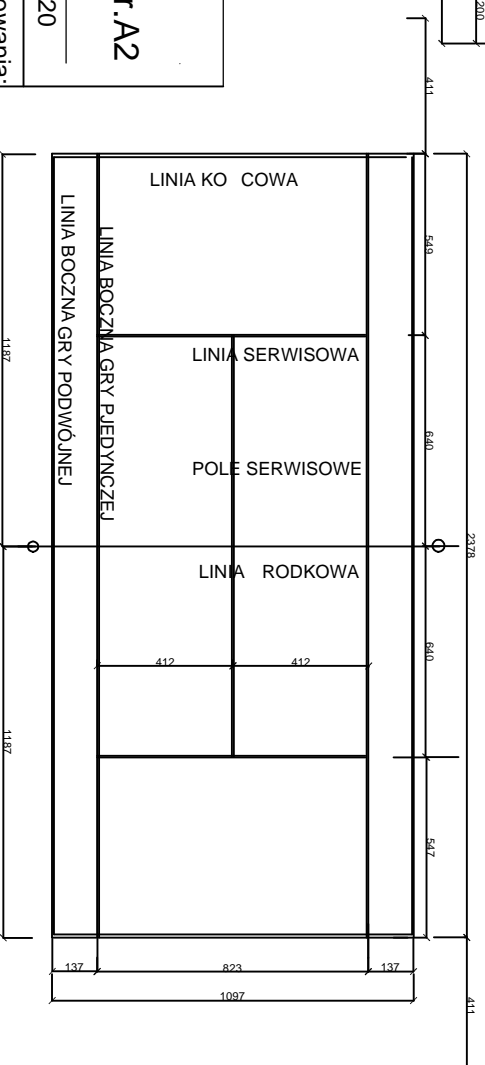 200
r.A2
20
owania:
411
LINIA KO COWA
549
LINIA BOCZNA GRY PODWÓJNEJ
LINIA BOCZNA GRY PJEDYNCZEJ
1187
LINIA SERWISOWA
640
POLE SERWISOWE
2378
LINIA RODKOWA
412
412
640
1187
547
137
823
137
1097
411